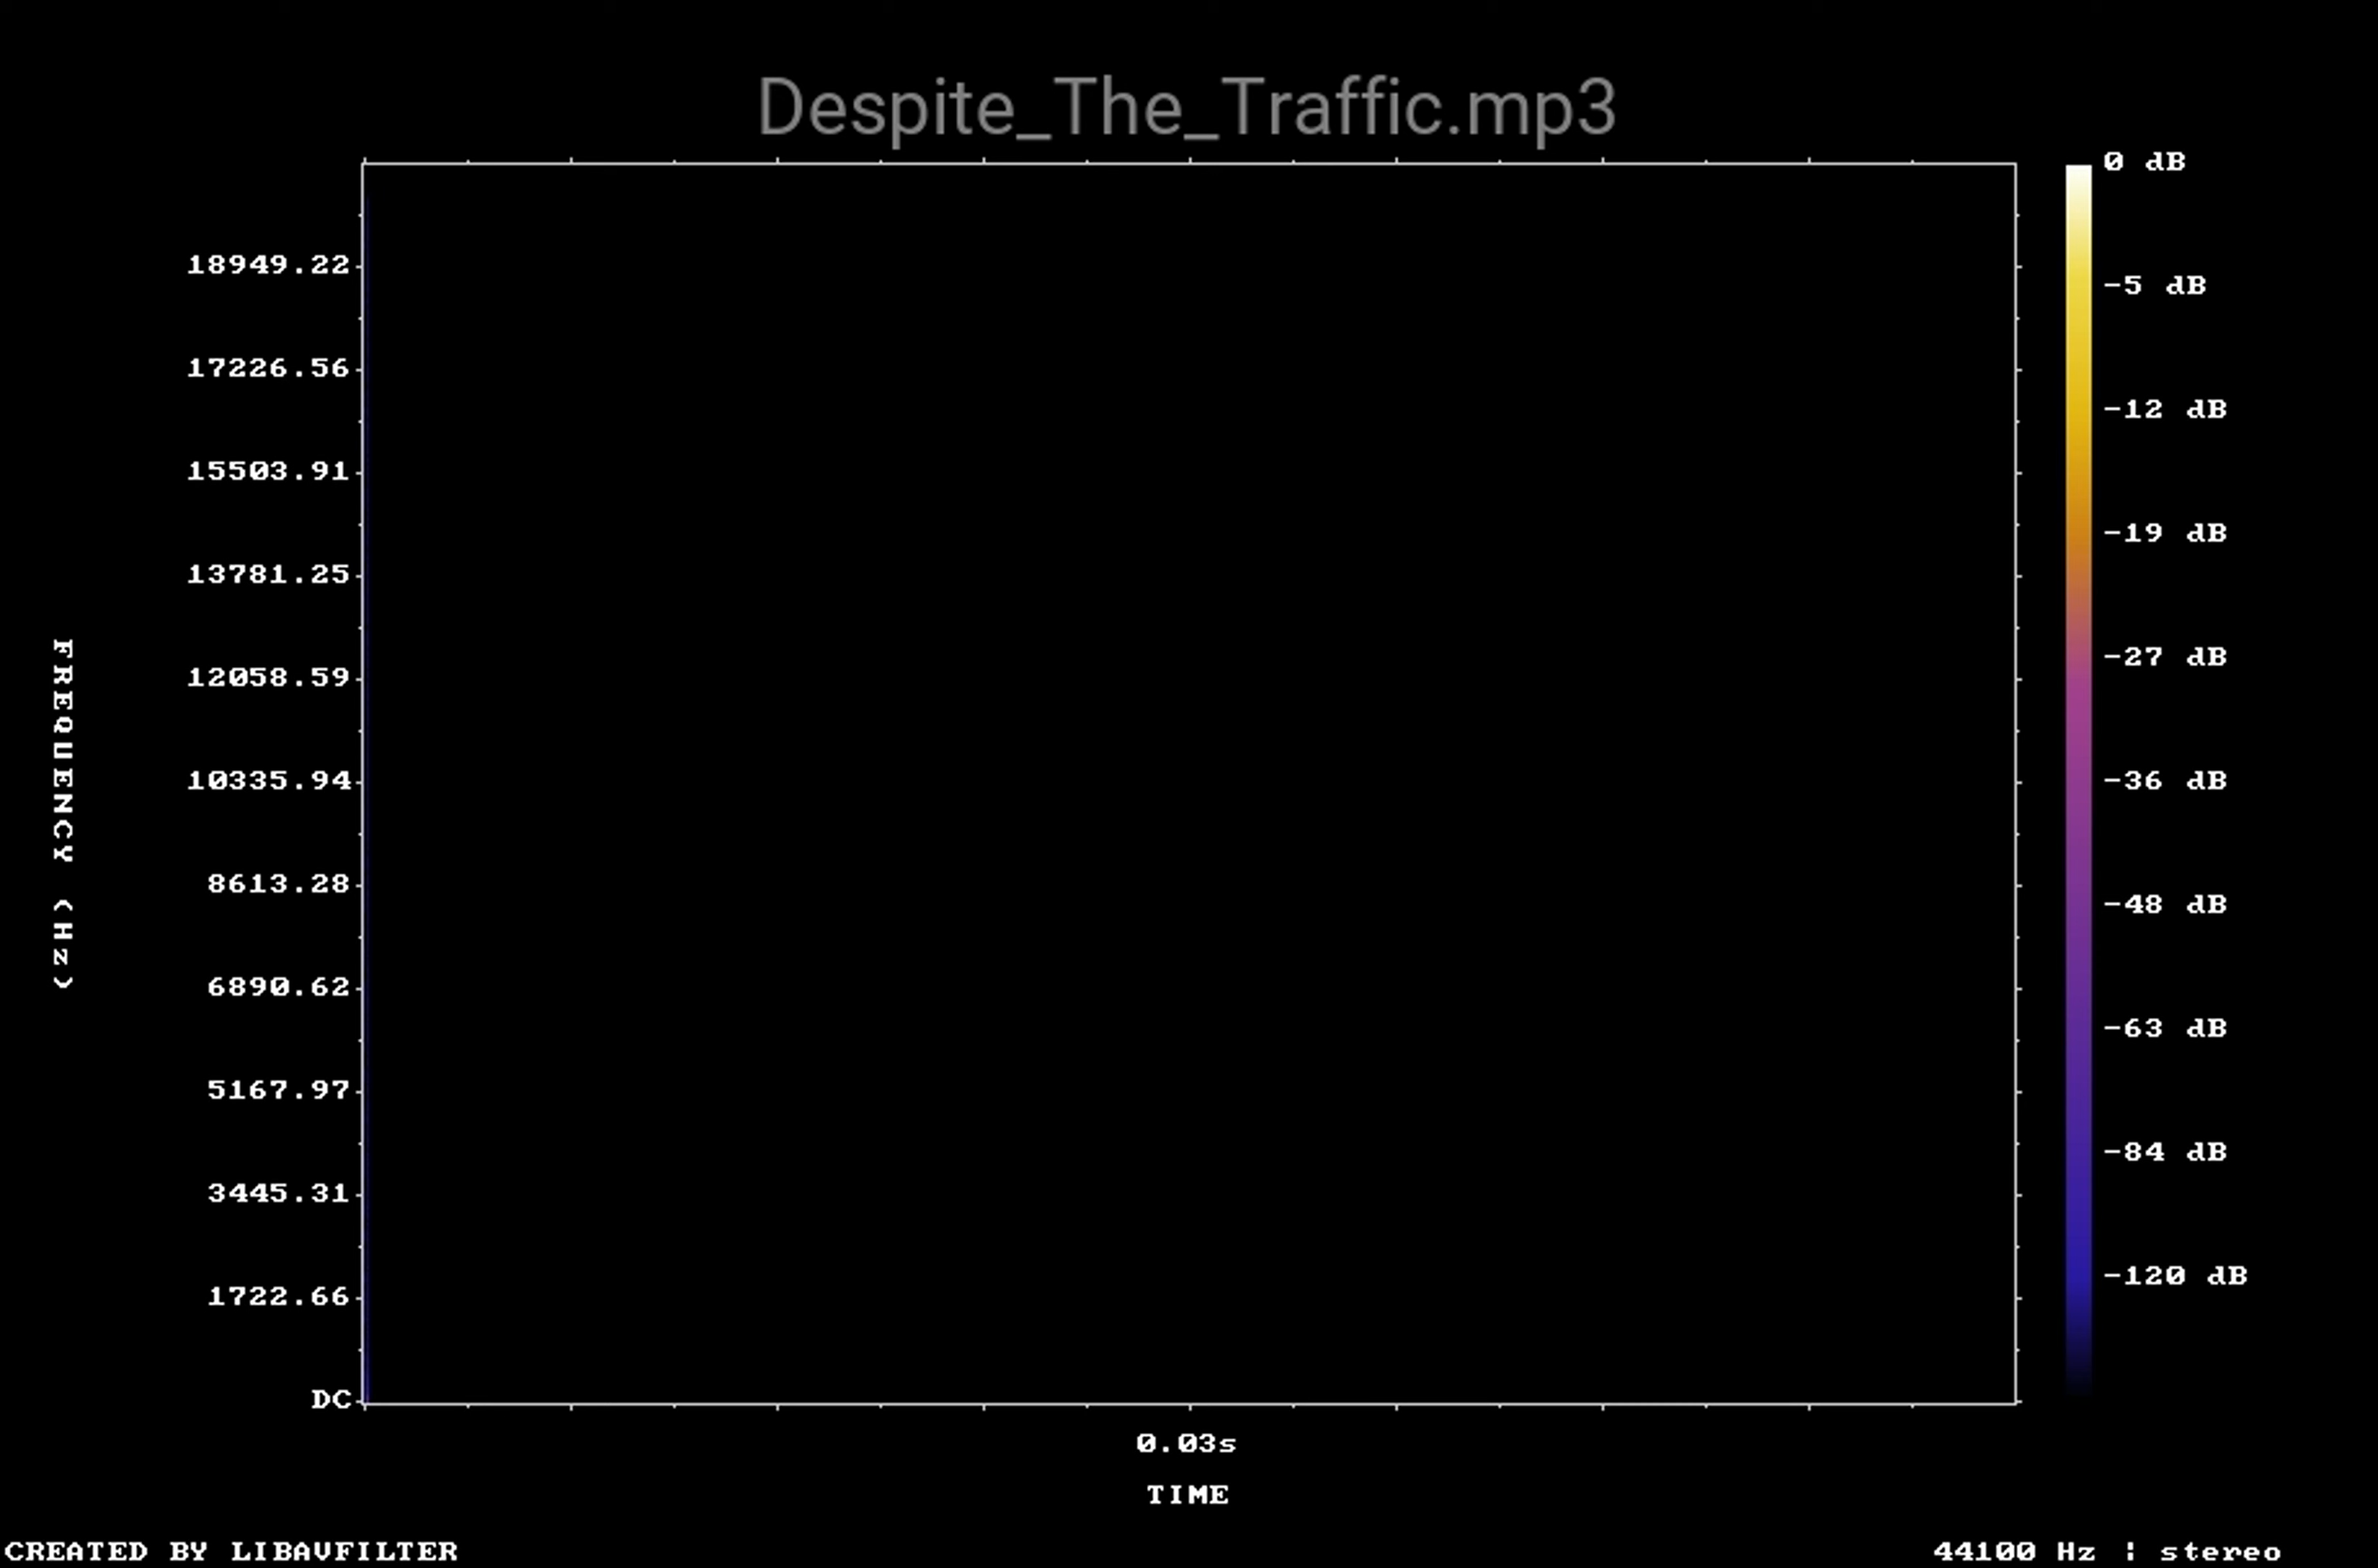 Despite_The_Traffic.mp3
0 dB
-5 dB
-12 dB
-19 dB
-27 dB
-36 dB
-48 dB
-63 dB
-84 dB
-120 dB
18949.22
17226.56
15503.91
13781.25
12058.59
10335.94
8613.28
6890.62
5167.97
3445.31
1722.66
DC
FREQUENCY (Hz)
0.03s
TIME
CREATED BY LIBAVFILTER
44100 Hz | stereo